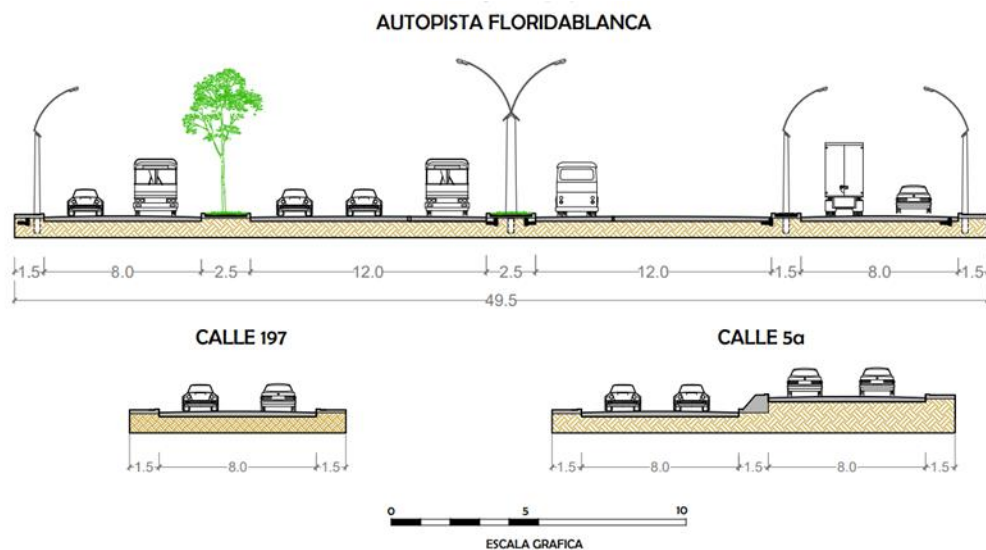 AUTOPISTA FLORIDABLANCA
1.5 8.0 2.5 12.0 2.5 12.0 1.5 8.0 1.5
49.5
CALLE 197
CALLE 5a
1.5 8.0 1.5
1.5 8.0 1.5 8.0 1.5
0 5 10
ESCALA GRAFICA